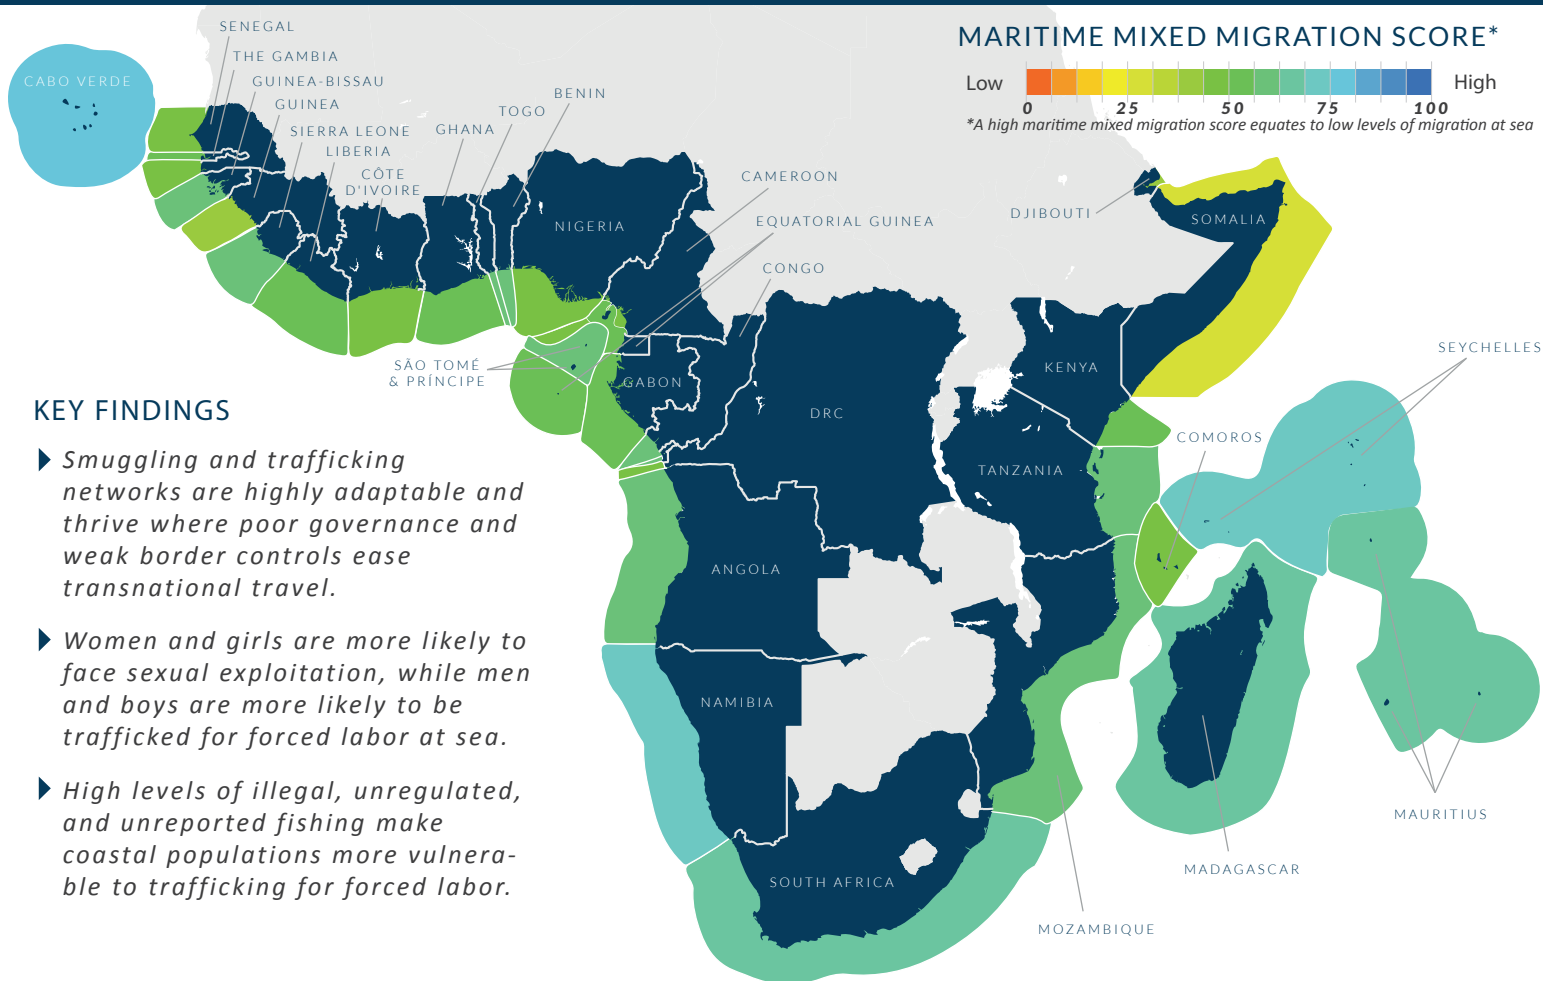 MARITIME MIXED MIGRATION SCORE*
Low
High
0 25 50 75 100
*A high maritime mixed migration score equates to low levels of migration at sea
CABO VERDE
SENEGAL
THE GAMBIA
GUINEA-BISSAU
GUINEA
SIERRA LEONE
LIBERIA
CÔTE
D'IVOIRE
GHANA
TOGO
BENIN
NIGERIA
CAMEROON
EQUATORIAL GUINEA
CONGO
DJIBOUTI
SOMALIA
SÃO TOMÉ
& PRÍNCIPE
GABON
DRC
KENYA
SEYCHELLES
COMOROS
TANZANIA
ANGOLA
NAMIBIA
SOUTH AFRICA
MAURITIUS
MADAGASCAR
MOZAMBIQUE
KEY FINDINGS
Smuggling and trafficking
networks are highly adaptable and
thrive where poor governance and
weak border controls ease
transnational travel.
Women and girls are more likely to
face sexual exploitation, while men
and boys are more likely to be
trafficked for forced labor at sea.
High levels of illegal, unregulated,
and unreported fishing make
coastal populations more vulnera-
ble to trafficking for forced labor.